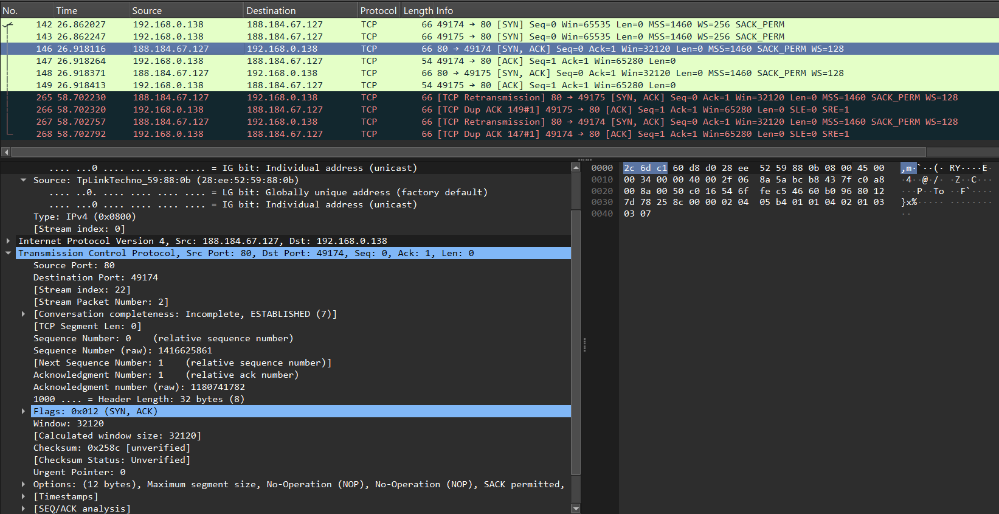 No. Time Source Destination Protocol Length Info
142 26.862027 192.168.0.138 188.184.67.127 TCP 66 49174 → 80 [SYN] Seq=0 Win=65535 Len=0 MSS=1460 WS=256 SACK_PERM
143 26.862247 192.168.0.138 188.184.67.127 TCP 66 49175 → 80 [SYN] Seq=0 Win=65535 Len=0 MSS=1460 WS=256 SACK_PERM
146 26.918116 188.184.67.127 192.168.0.138 TCP 66 80 → 49174 [SYN, ACK] Seq=0 Ack=1 Win=32120 Len=0 MSS=1460 SACK_PERM WS=128
147 26.918264 192.168.0.138 188.184.67.127 TCP 54 49174 → 80 [ACK] Seq=1 Ack=1 Win=65280 Len=0
148 26.918371 188.184.67.127 192.168.0.138 TCP 66 80 → 49175 [SYN, ACK] Seq=0 Ack=1 Win=32120 Len=0 MSS=1460 SACK_PERM WS=128
149 26.918413 192.168.0.138 188.184.67.127 TCP 54 49175 → 80 [ACK] Seq=1 Ack=1 Win=65280 Len=0
265 58.702230 188.184.67.127 192.168.0.138 TCP 66 [TCP Retransmission] 80 → 49175 [SYN, ACK] Seq=0 Ack=1 Win=32120 Len=0 MSS=1460 SACK_PERM WS=128
266 58.702320 192.168.0.138 188.184.67.127 TCP 66 [TCP Dup ACK 149#1] 49175 → 80 [ACK] Seq=1 Ack=1 Win=65280 Len=0 SLE=0 SRE=1
267 58.702757 188.184.67.127 192.168.0.138 TCP 66 [TCP Retransmission] 80 → 49174 [SYN, ACK] Seq=0 Ack=1 Win=32120 Len=0 MSS=1460 SACK_PERM WS=128
268 58.702792 192.168.0.138 188.184.67.127 TCP 66 [TCP Dup ACK 147#1] 49174 → 80 [ACK] Seq=1 Ack=1 Win=65280 Len=0 SLE=0 SRE=1
.... ...0 .... .... .... .... = IG bit: Individual address (unicast)
Source: TpLinkTechno_59:88:0b (28:ee:52:59:88:0b)
.... ..0. .... .... .... .... = LG bit: Globally unique address (factory default)
.... ...0 .... .... .... .... = IG bit: Individual address (unicast)
Type: IPv4 (0x0800)
[Stream index: 0]
Internet Protocol Version 4, Src: 188.184.67.127, Dst: 192.168.0.138
Transmission Control Protocol, Src Port: 80, Dst Port: 49174, Seq: 0, Ack: 1, Len: 0
Source Port: 80
Destination Port: 49174
[Stream index: 22]
[Stream Packet Number: 2]
[Conversation completeness: Incomplete, ESTABLISHED (7)]
[TCP Segment Len: 0]
Sequence Number: 0 (relative sequence number)
Sequence Number (raw): 1416625861
[Next Sequence Number: 1 (relative sequence number)]
Acknowledgment Number: 1 (relative ack number)
Acknowledgment number (raw): 1180741782
1000 .... = Header Length: 32 bytes (8)
Flags: 0x012 (SYN, ACK)
Window: 32120
[Calculated window size: 32120]
Checksum: 0x258c [unverified]
[Checksum Status: Unverified]
Urgent Pointer: 0
Options: (12 bytes), Maximum segment size, No-Operation (NOP), No-Operation (NOP), SACK permitted,
[Timestamps]
[SEQ/ACK analysis]
0000 2c 6d c1 60 d8 d0 28 ee 52 59 88 0b 08 00 45 00 ,m·`··(· RY····E·
0010 00 34 00 00 40 00 2f 06 8a 5a bc b8 43 7f c0 a8 ·4··@·/· ·Z··C···
0020 00 8a 00 50 c0 16 54 6f fe c5 46 60 b0 96 80 12 ···P··To ··F`····
0030 7d 78 25 8c 00 00 02 04 05 b4 01 01 04 02 01 03 }x%····· ········
0040 03 07 ··